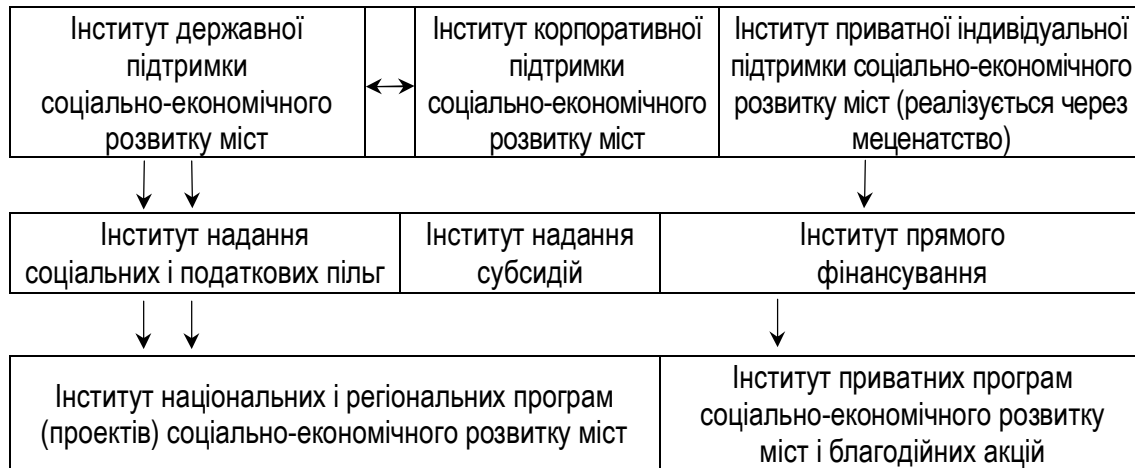 Інститут державної
підтримки
соціально-економічного
розвитку міст
Інститут корпоративної
підтримки
соціально-економічного
розвитку міст
Інститут приватної індивідуальної
підтримки соціально-економічного
розвитку міст (реалізується через
меценатство)
Інститут надання
соціальних і податкових пільг
Інститут надання
субсидій
Інститут прямого
фінансування
Інститут національних і регіональних програм
(проектів) соціально-економічного розвитку міст
Інститут приватних програм
соціально-економічного розвитку
міст і благодійних акцій